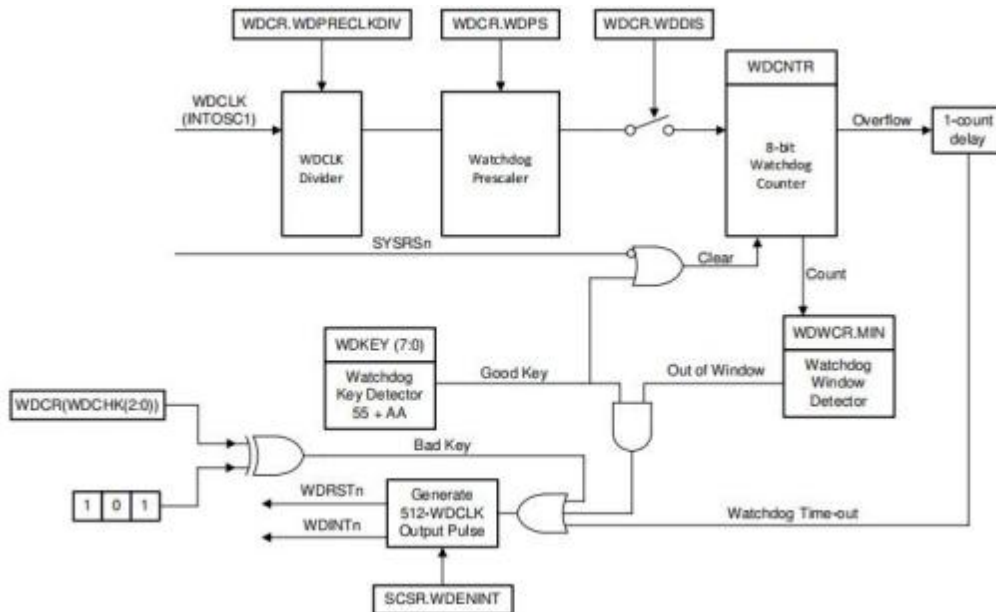 WDCR.WDPRECLKDIV
WDCR.WDPS
WDCR.WDDIS
WDCNTR
WDCLK
(INTOSC1)
WDCLK
Divider
Watchdog
Prescaler
8-bit
Watchdog
Counter
Overflow
1-count
delay
SYSRSn
Clear
Count
WDKEY (7:0)
Watchdog
Key Detector
55 + AA
Good Key
Out of Window
WDWCR.MIN
Watchdog
Window
Detector
WDCR(WDCHK(2:0))
Bad Key
1 0 1
WDRSTn
WDINTn
Generate
512-WDCLK
Output Pulse
Watchdog Time-out
SCSR.WDENINT